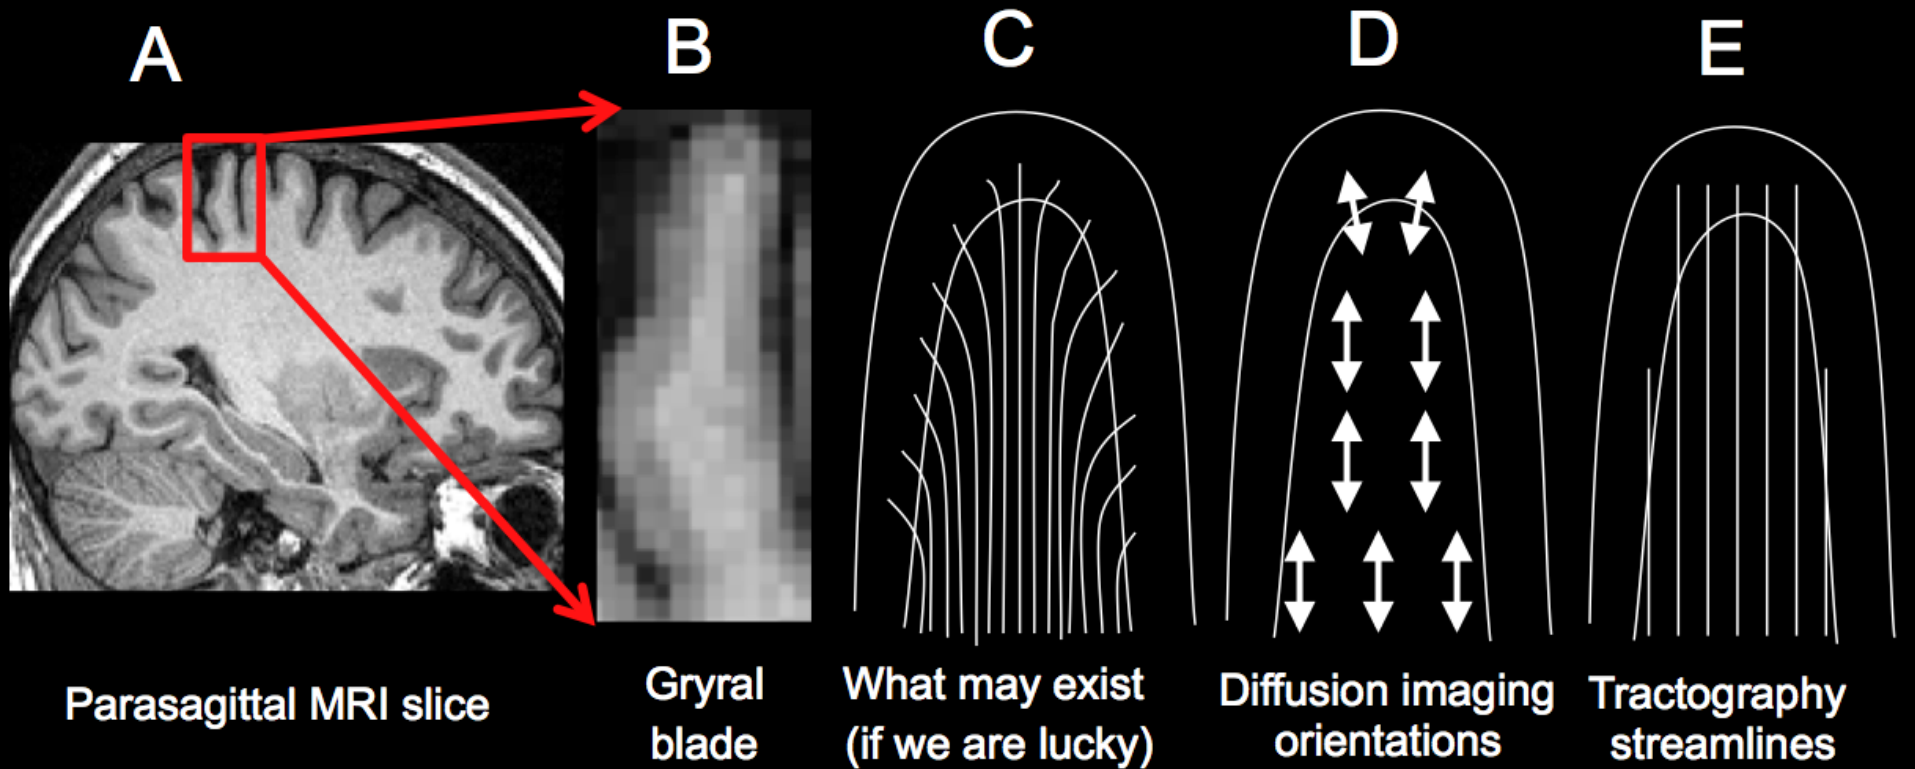 A
B
C
D
E
Parasagittal MRI slice
Gryral
blade
What may exist
(if we are lucky)
Diffusion imaging
orientations
Tractography
streamlines